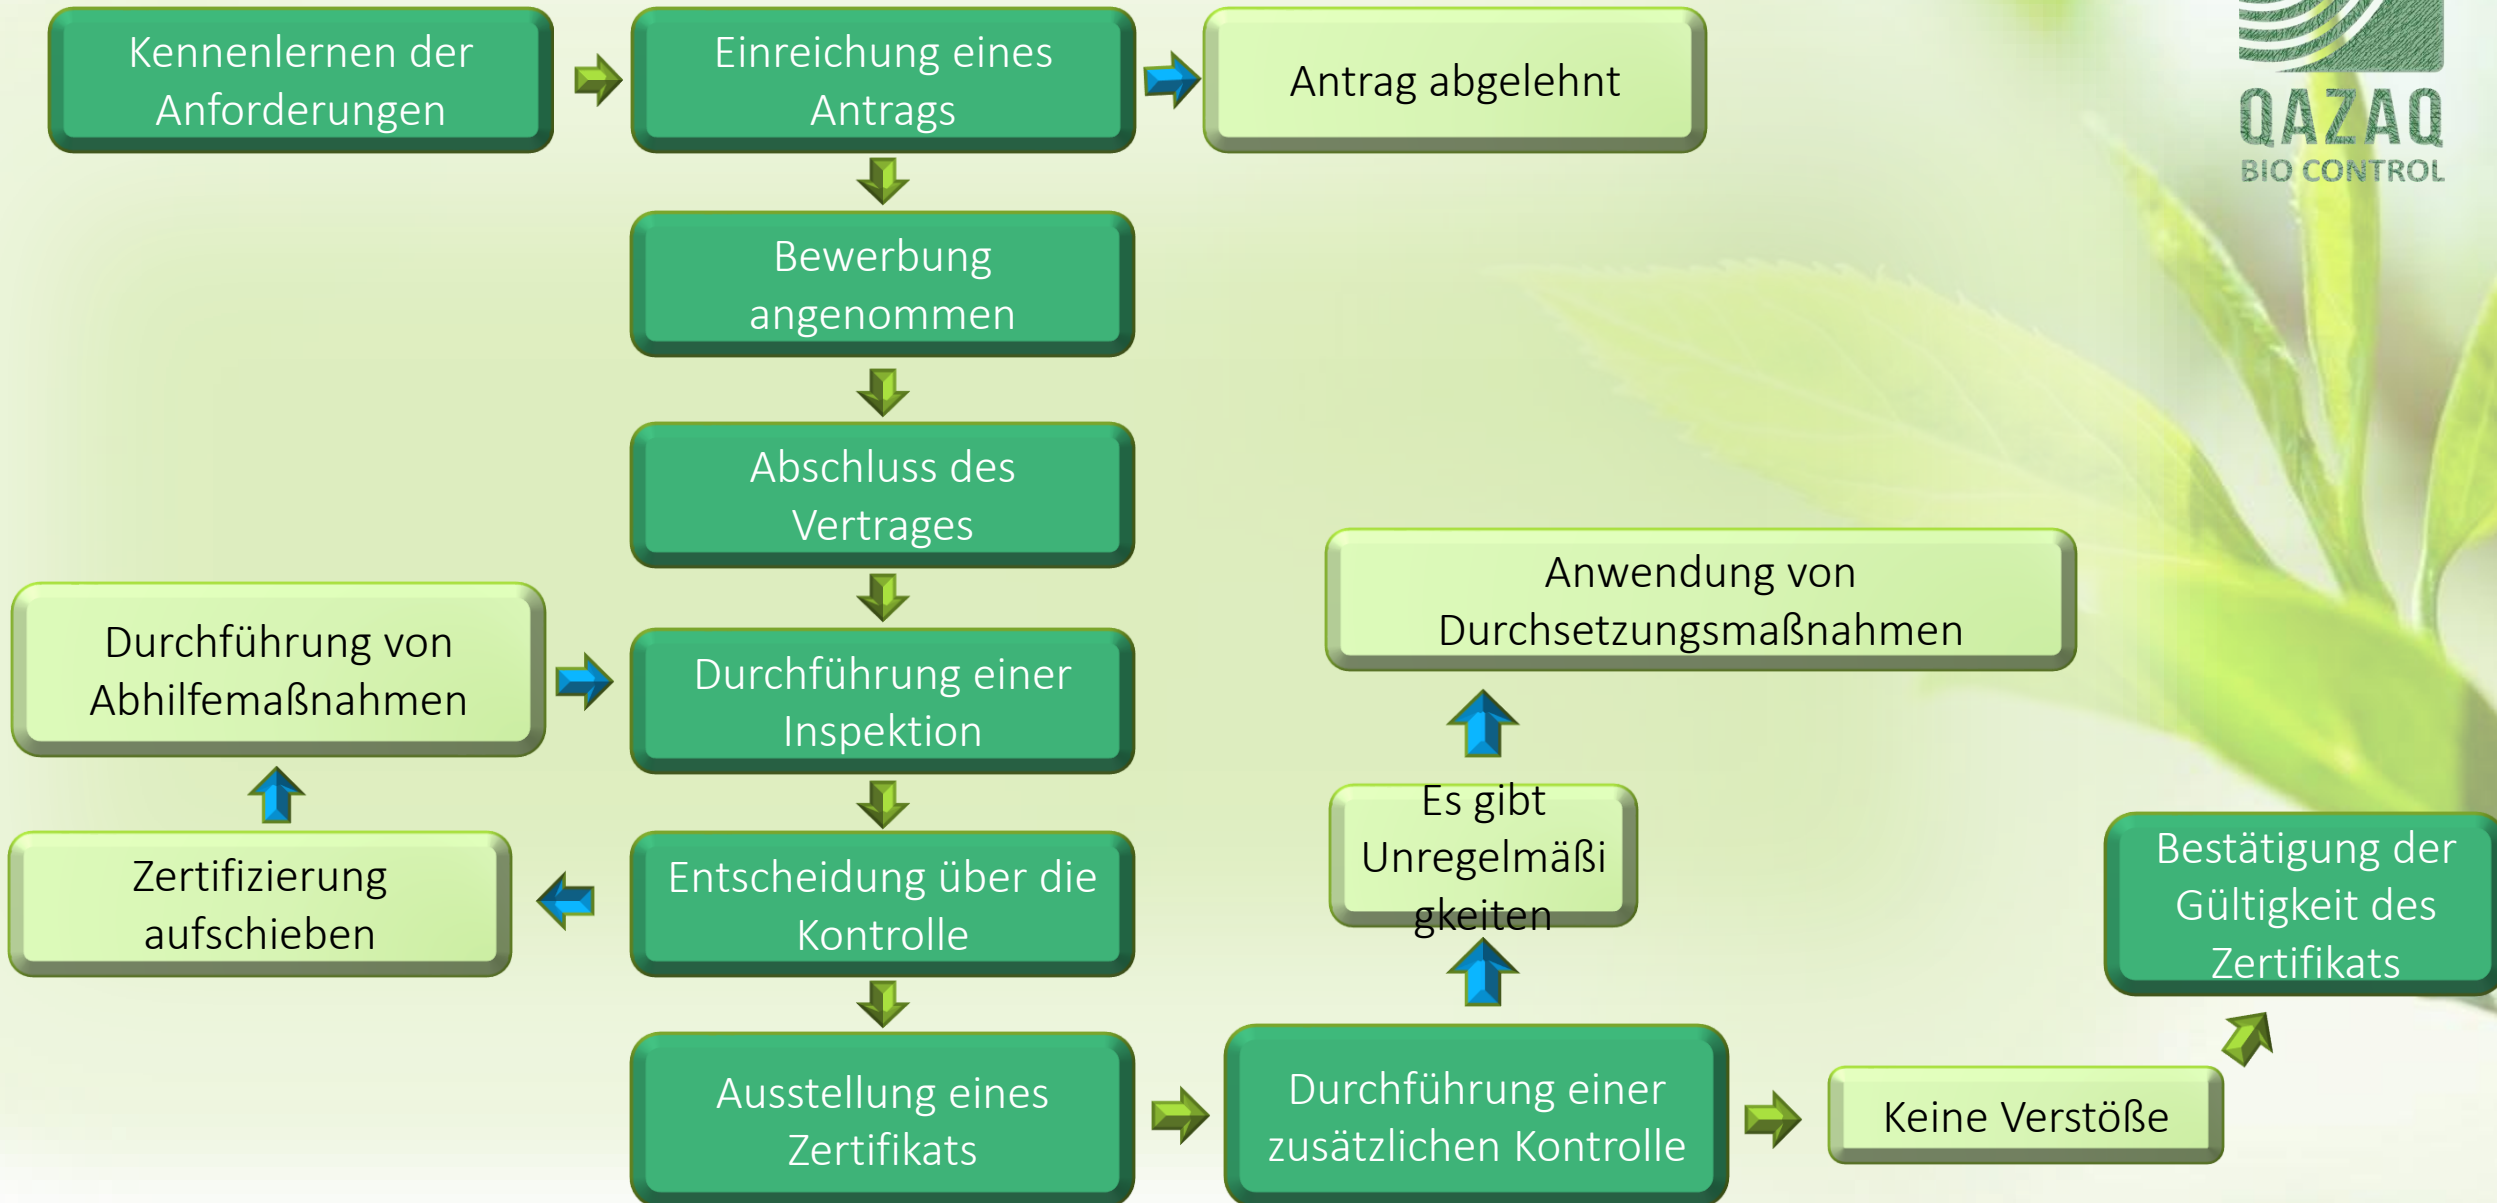 Kennenlernen der
Anforderungen
Einreichung eines
Antrags
Antrag abgelehnt
QAZAQ
BIO CONTROL
Bewerbung
angenommen
Abschluss des
Vertrages
Anwendung von
Durchsetzungsmaßnahmen
Durchführung von
Abhilfemaßnahmen
Durchführung einer
Inspektion
Es gibt
Unregelmäßi
gkeiten
Zertifizierung
aufschieben
Entscheidung über die
Kontrolle
Bestätigung der
Gültigkeit des
Zertifikats
Ausstellung eines
Zertifikats
Durchführung einer
zusätzlichen Kontrolle
Keine Verstöße